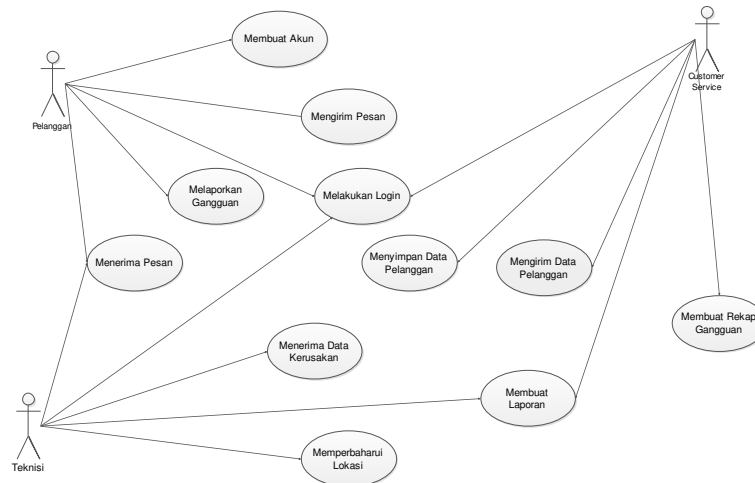 Membuat Akun
Customer
Service
Pelanggan
Mengirim Pesan
Melaporkan
Gangguan
Melakukan Login
Menerima Pesan
Menyimpan Data
Pelanggan
Mengirim Data
Pelanggan
Membuat Rekap
Gangguan
Menerima Data
Kerusakan
Membuat
Laporan
Memperbaharui
Lokasi
Teknisi